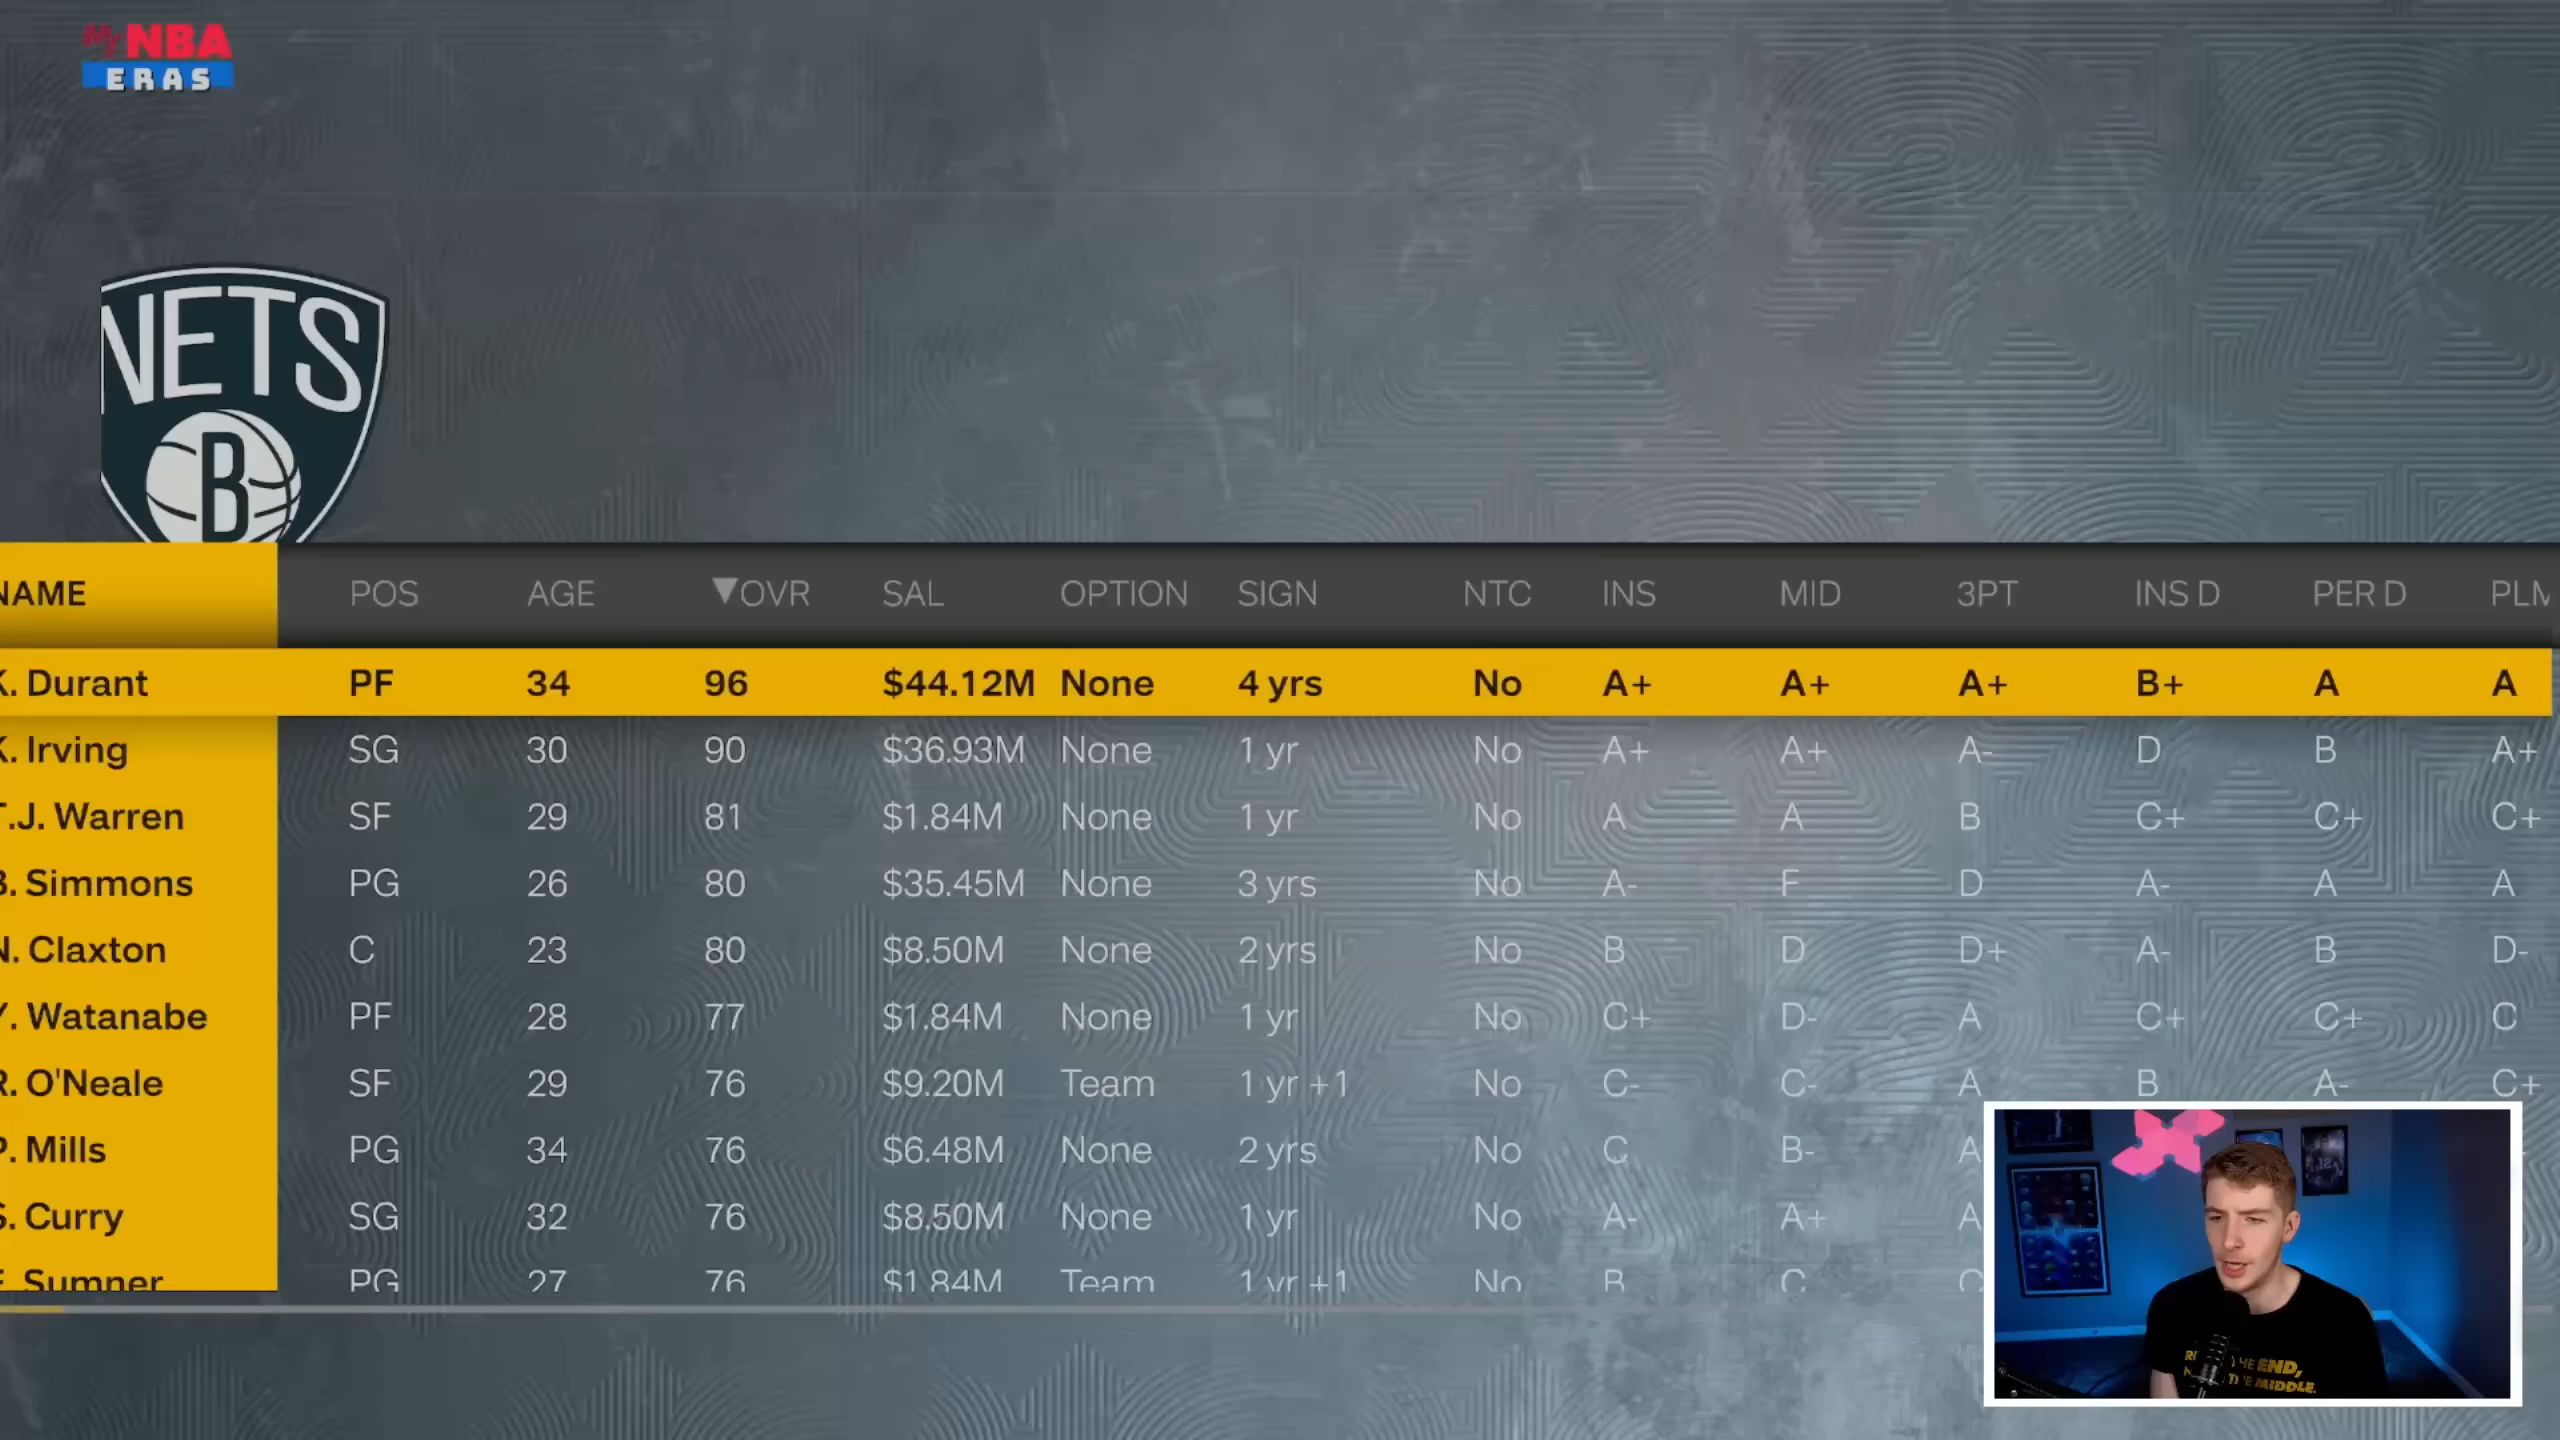 My NBA
ERAS
NETS
B
NAME POS AGE ▼OVR SAL OPTION SIGN NTC INS MID 3PT INS D PER D PLM
K. Durant PF 34 96 $44.12M None 4 yrs No A+ A+ A+ B+ A A
K. Irving SG 30 90 $36.93M None 1 yr No A+ A+ A- D B A+
T.J. Warren SF 29 81 $1.84M None 1 yr No A A B C+ C+ C+
B. Simmons PG 26 80 $35.45M None 3 yrs No A- F D A- A A
N. Claxton C 23 80 $8.50M None 2 yrs No B D D+ A- B D-
Y. Watanabe PF 28 77 $1.84M None 1 yr No C+ D- A C+ C+ C
R. O'Neale SF 29 76 $9.20M Team 1 yr +1 No C- C- A B A- C+
P. Mills PG 34 76 $6.48M None 2 yrs No C B- A
S. Curry SG 32 76 $8.50M None 1 yr No A- A+ A
E. Sumner PG 27 76 $1.84M Team 1 yr +1 No B C C
THE END,
THE MIDDLE.